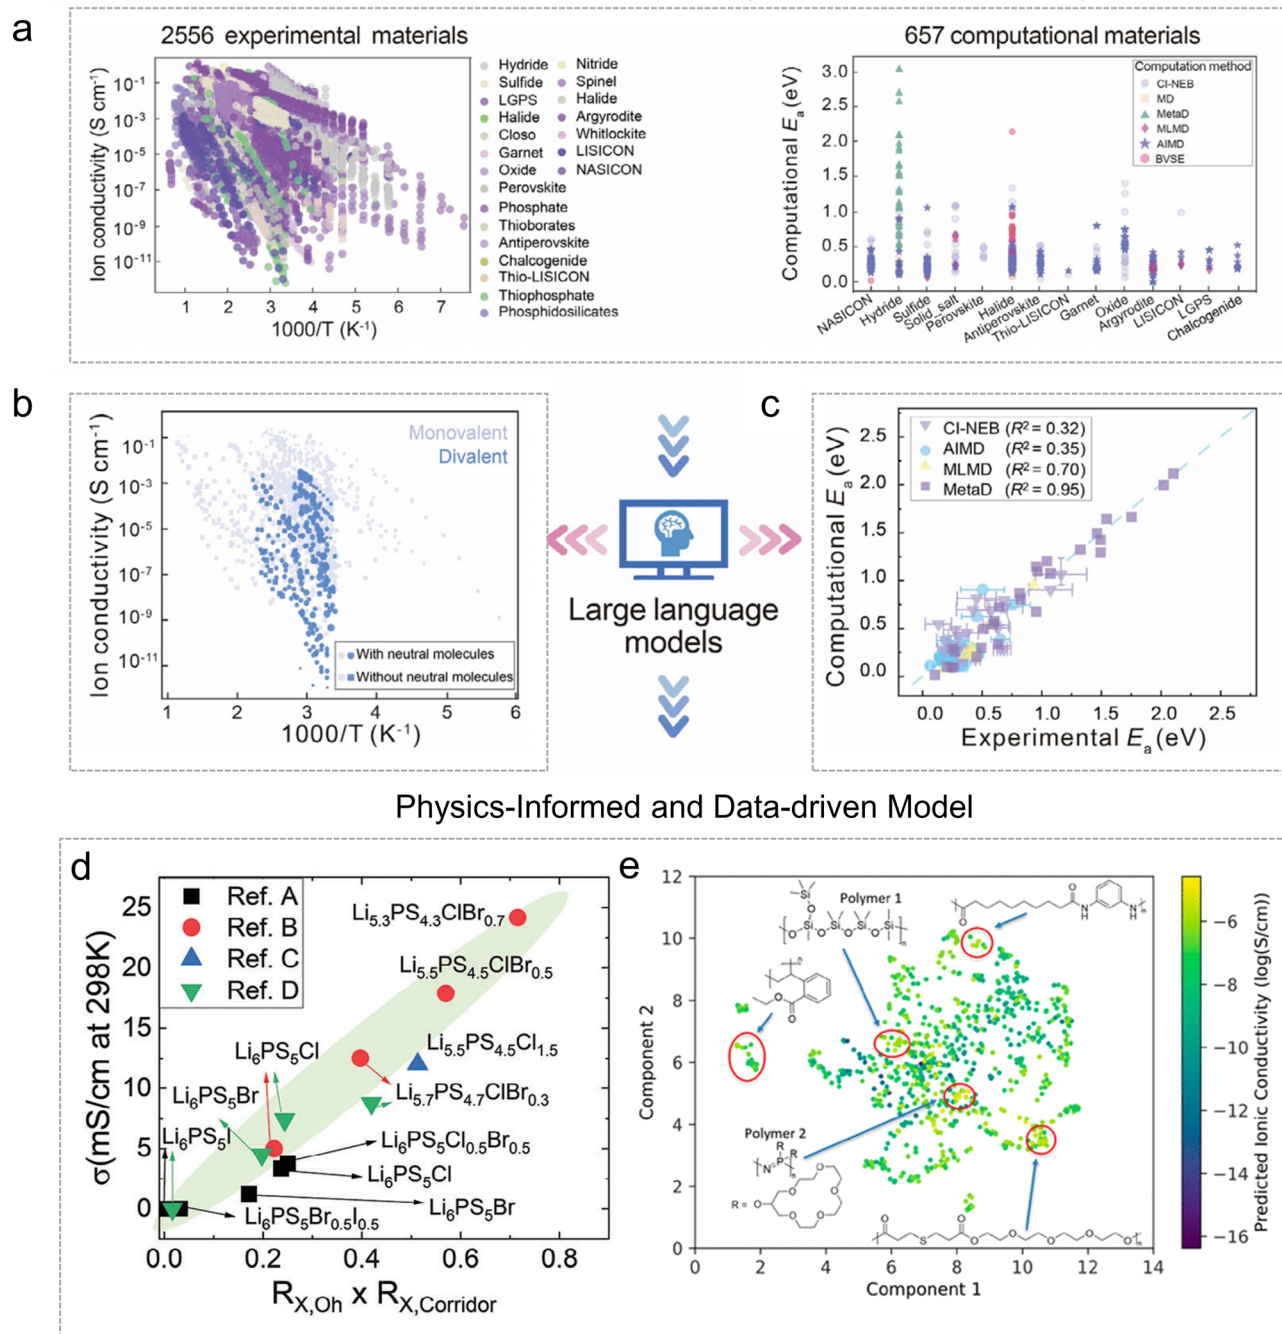 a
2556 experimental materials
Ion conductivity (S cm⁻¹)
10⁻¹
10⁻³
10⁻⁵
10⁻⁷
10⁻⁹
10⁻¹¹
1 2 3 4 5 6 7
1000/T (K⁻¹)
Hydride
Sulfide
LGPS
Halide
Closo
Garnet
Oxide
Perovskite
Phosphate
Thioborates
Antiperovskite
Chalcogenide
Thio-LISICON
Thiophosphate
Phosphidosilicates
Nitride
Spinel
Halide
Argyrodite
Whitlockite
LISICON
NASICON
657 computational materials
Computational Eₐ (eV)
3.0
2.5
2.0
1.5
1.0
0.5
0.0
Computation method
CI-NEB
MD
MetaD
MLMD
AIMD
BVSE
NASICON
Hydride
Sulfide
Solid_salt
Perovskite
Halide
Antiperovskite
Thio-LISICON
Garnet
Oxide
Argyrodite
LISICON
LGPS
Chalcogenide
b
Ion conductivity (S cm⁻¹)
10⁻¹
10⁻³
10⁻⁵
10⁻⁷
10⁻⁹
10⁻¹¹
Monovalent
Divalent
With neutral molecules
Without neutral molecules
1 2 3 4 5 6
1000/T (K⁻¹)
Large language
models
c
Computational Eₐ (eV)
2.5
2.0
1.5
1.0
0.5
0.0
CI-NEB (R² = 0.32)
AIMD (R² = 0.35)
MLMD (R² = 0.70)
MetaD (R² = 0.95)
0.0 0.5 1.0 1.5 2.0 2.5
Experimental Eₐ (eV)
Physics-Informed and Data-driven Model
d
σ(mS/cm at 298K)
25
20
15
10
5
0
Ref. A
Ref. B
Ref. C
Ref. D
Li₅.₃PS₄.₃ClBr₀.₇
Li₅.₅PS₄.₅ClBr₀.₅
Li₅.₅PS₄.₅Cl₁.₅
Li₆PS₅Cl
Li₅.₇PS₄.₇ClBr₀.₃
Li₆PS₅Br
Li₆PS₅I
Li₆PS₅Cl₀.₅Br₀.₅
Li₆PS₅Cl
Li₆PS₅Br
Li₆PS₅Br₀.₅I₀.₅
0.0 0.2 0.4 0.6 0.8
R_X,Oh x R_X,Corridor
e
Component 2
12
10
8
6
4
2
0
Polymer 1
Polymer 2
Si
Si
O Si O Si O Si Si
n
O
O
NH
NH
n
n
O
O
R
R
N P
n
R = O
O
O
O
O
O
O
O
S
O
O
O
O
O
O
n
0 2 4 6 8 10 12 14
Component 1
−6
−8
−10
−12
−14
−16
Predicted Ionic Conductivity (log(S/cm))